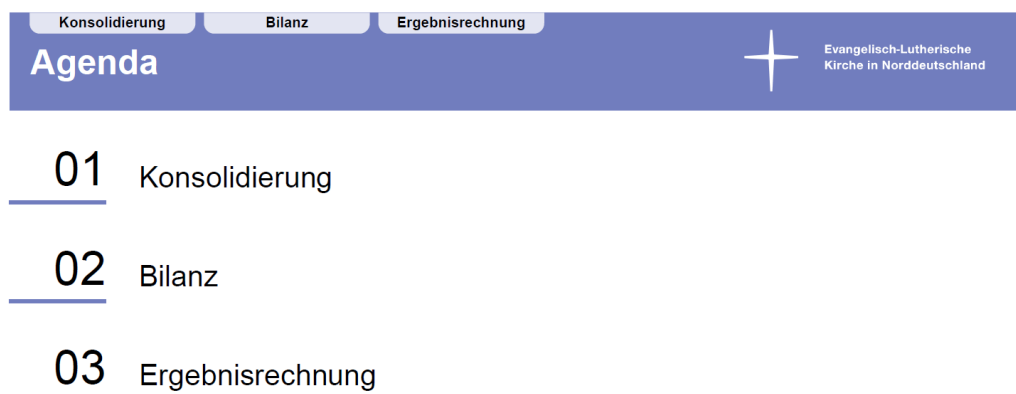 Konsolidierung Bilanz Ergebnisrechnung
Agenda
Evangelisch-Lutherische
Kirche in Norddeutschland
01 Konsolidierung
02 Bilanz
03 Ergebnisrechnung